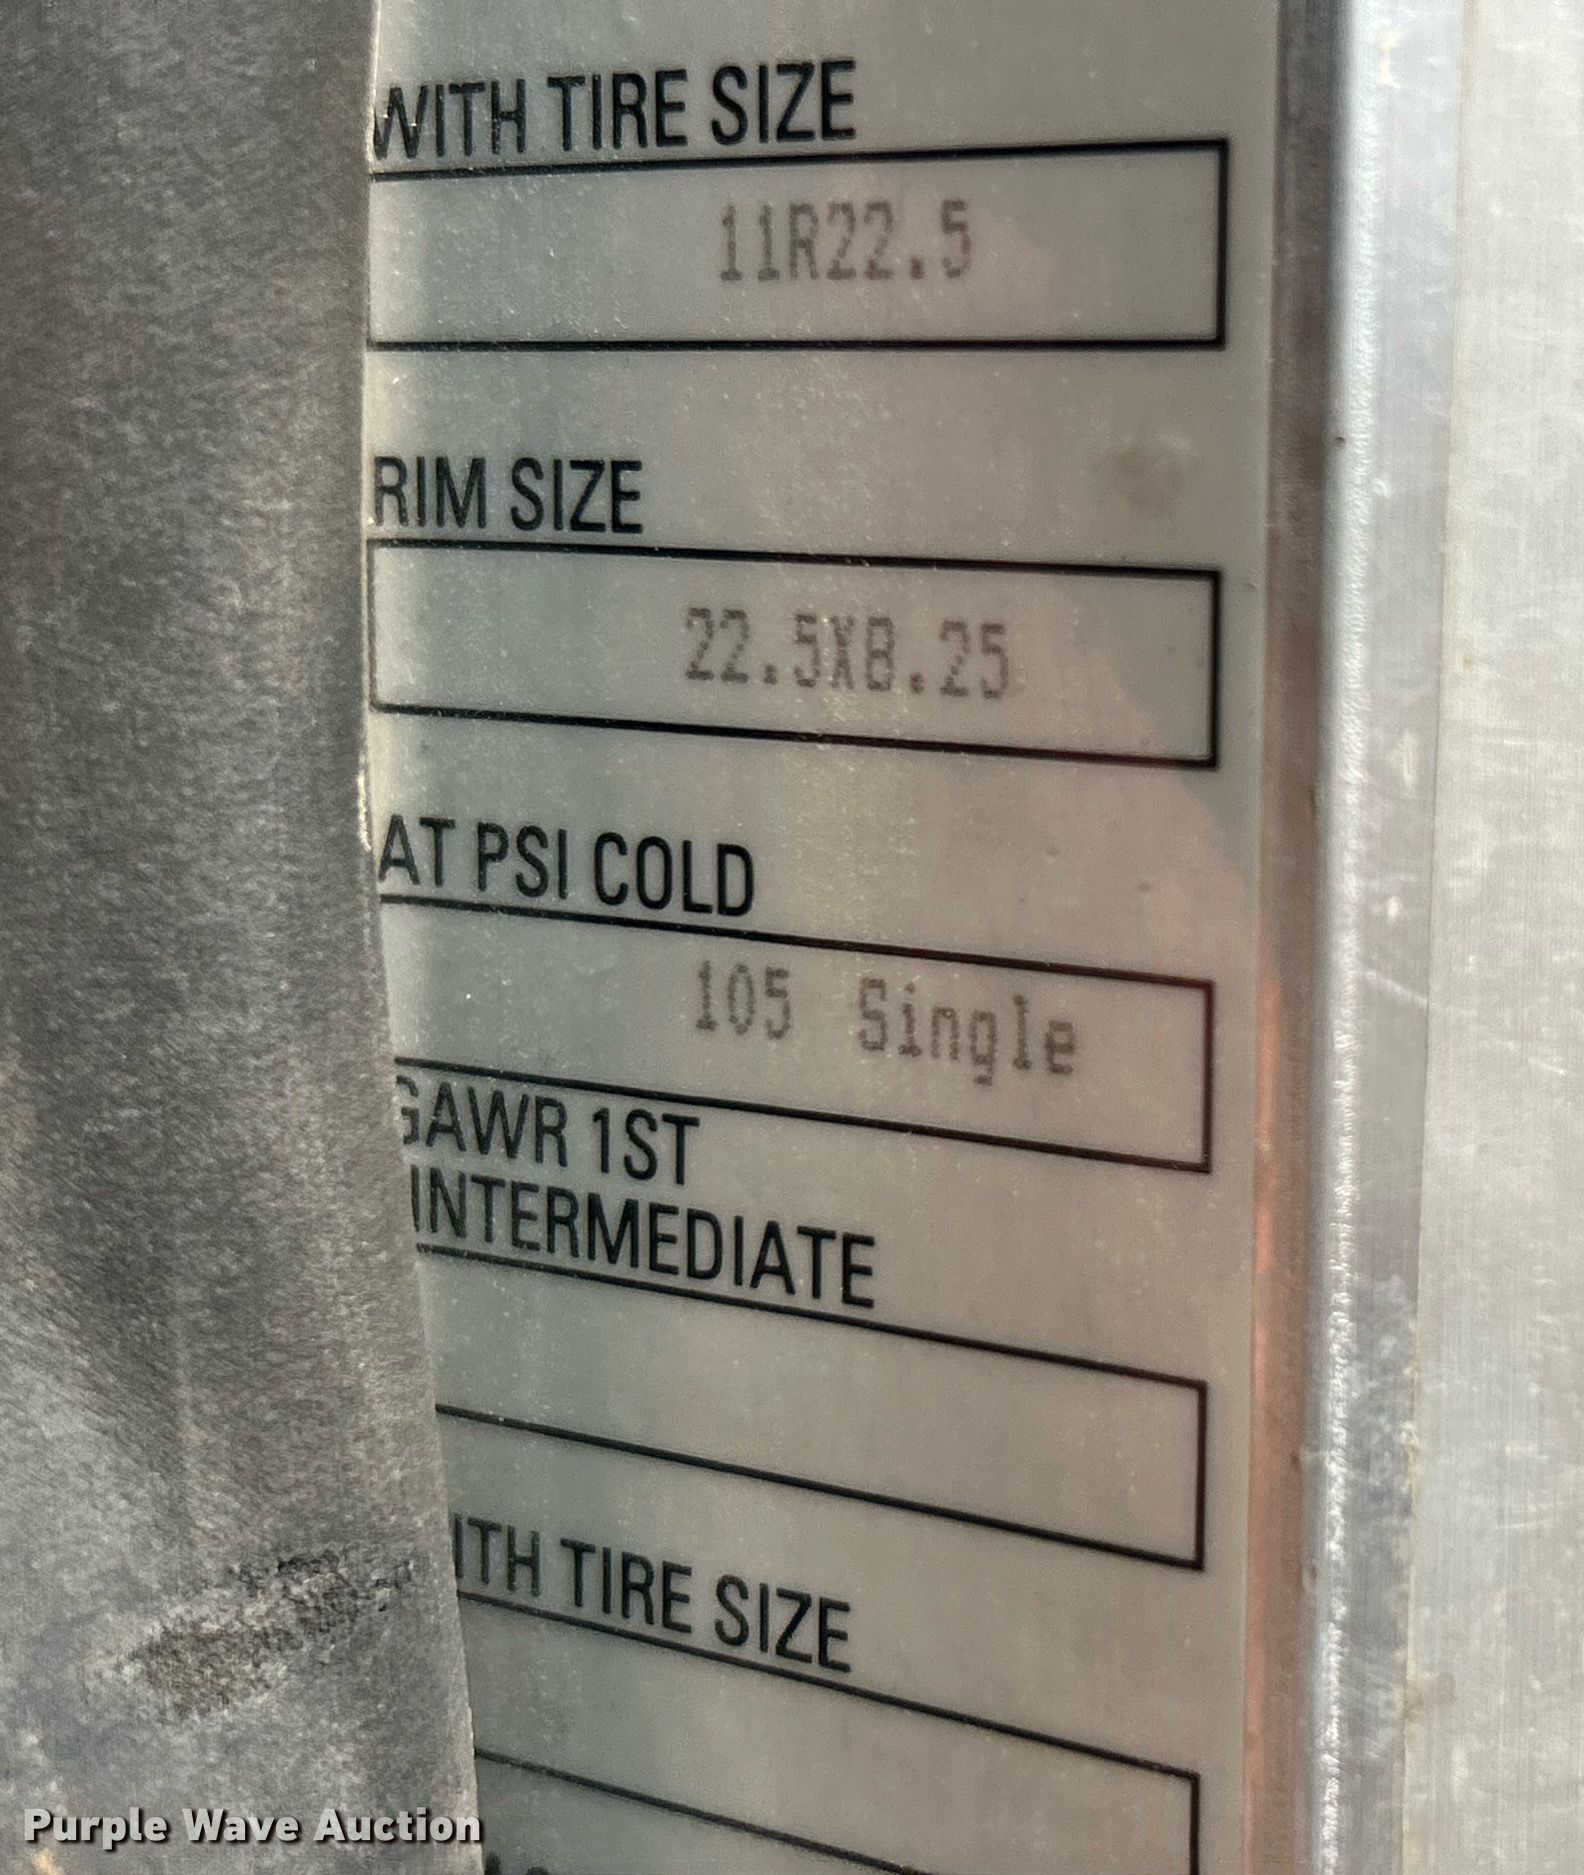 WITH TIRE SIZE
11R22.5
RIM SIZE
22.5X8.25
AT PSI COLD
105 Single
GAWR 1ST
INTERMEDIATE
WITH TIRE SIZE
Purple Wave Auction